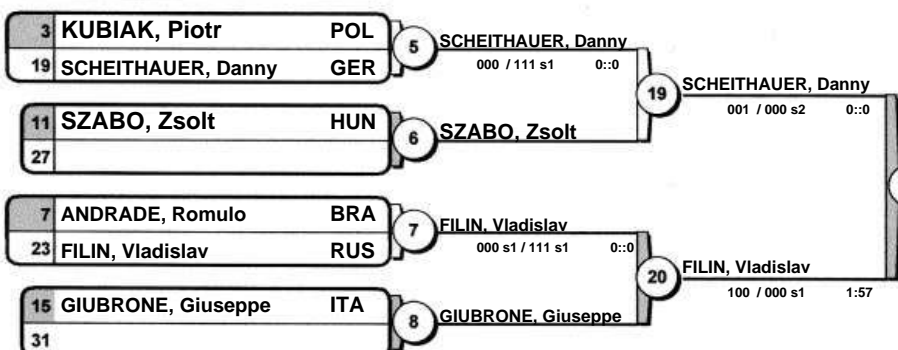 3 KUBIAK, Piotr POL
19 SCHEITHAUER, Danny GER
5
SCHEITHAUER, Danny
000 / 111 s1 0::0
11 SZABO, Zsolt HUN
27
6
SZABO, Zsolt
19
SCHEITHAUER, Danny
001 / 000 s2 0::0
7 ANDRADE, Romulo BRA
23 FILIN, Vladislav RUS
7
FILIN, Vladislav
000 s1 / 111 s1 0::0
15 GIUBRONE, Giuseppe ITA
31
8
GIUBRONE, Giuseppe
20
FILIN, Vladislav
100 / 000 s1 1:57